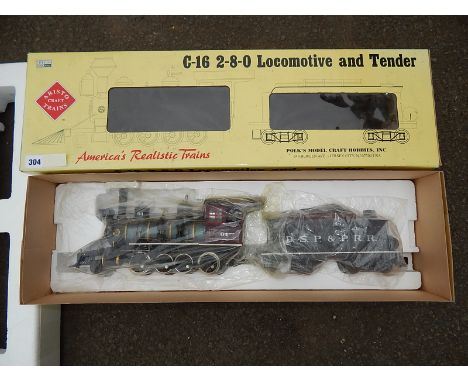 C-16 2-8-0 Locomotive and Tender
ARISTO
CRAFT
TRAINS
304
America's Realistic Trains
POLK'S MODEL CRAFT HOBBIES, INC
D.S.P.& P.R.R.